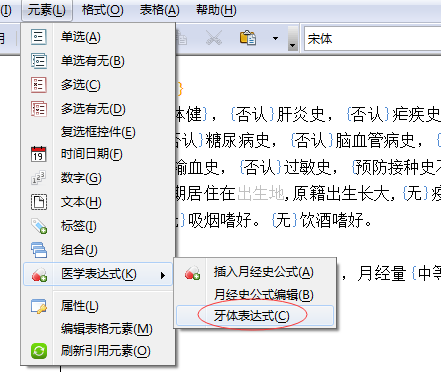 (I) 元素(L) 格式(O) 表格(A) 帮助(H)
用 宋体
单选(A)
单选有无(B)
多选(C)
多选有无(D)
复选框控件(E)
时间日期(F)
数字(G)
文本(H)
标签(I)
组合(J)
医学表达式(K)
属性(L)
编辑表格元素(M)
刷新引用元素(O)
插入月经史公式(A)
月经史公式编辑(B)
牙体表达式(C)
}
体健}，{否认}肝炎史，{否认}疟疾史
否认}糖尿病史，{否认}脑血管病史，{
输血史，{否认}过敏史，{预防接种史不
期居住在出生地,原籍出生长大,{无}疫
}吸烟嗜好。{无}饮酒嗜好。
，月经量{中等